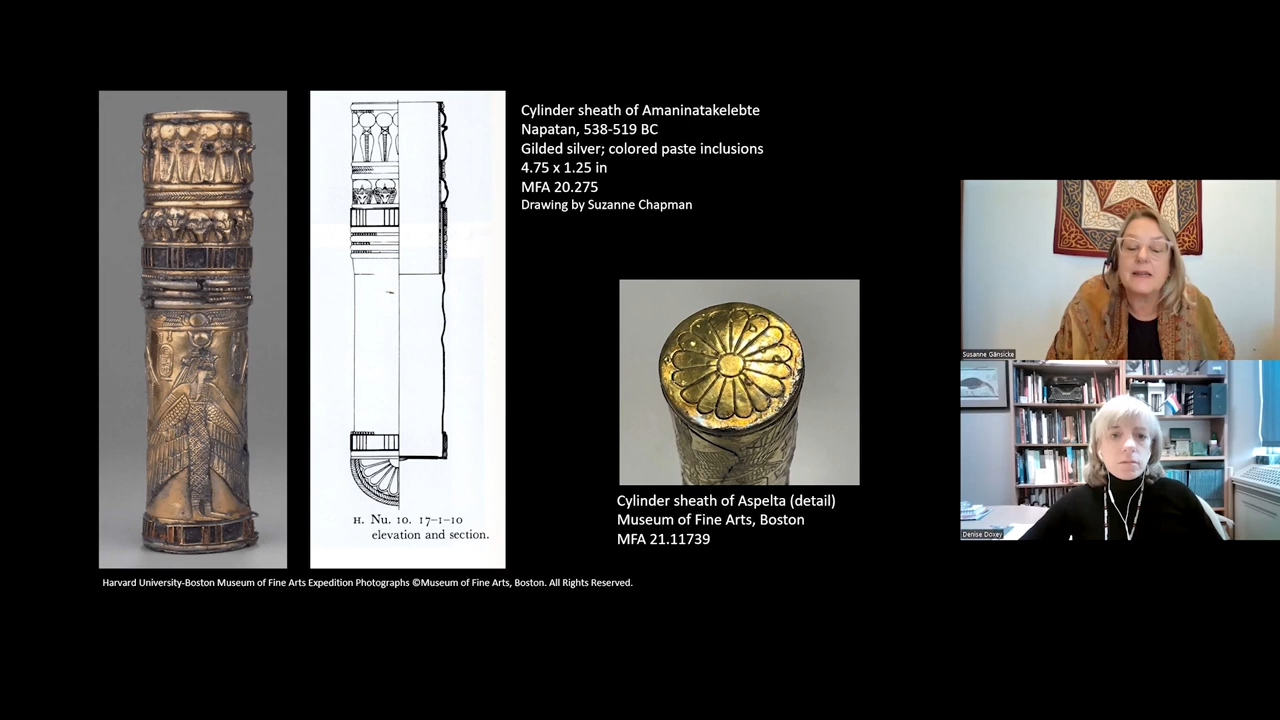 Cylinder sheath of Amaninatakelebte
Napatan, 538-519 BC
Gilded silver; colored paste inclusions
4.75 x 1.25 in
MFA 20.275
Drawing by Suzanne Chapman
H. Nu. 10. 17-1-10
elevation and section.
Cylinder sheath of Aspelta (detail)
Museum of Fine Arts, Boston
MFA 21.11739
Harvard University-Boston Museum of Fine Arts Expedition Photographs ©Museum of Fine Arts, Boston. All Rights Reserved.
Susanne Gänsicke
Denise Doxey